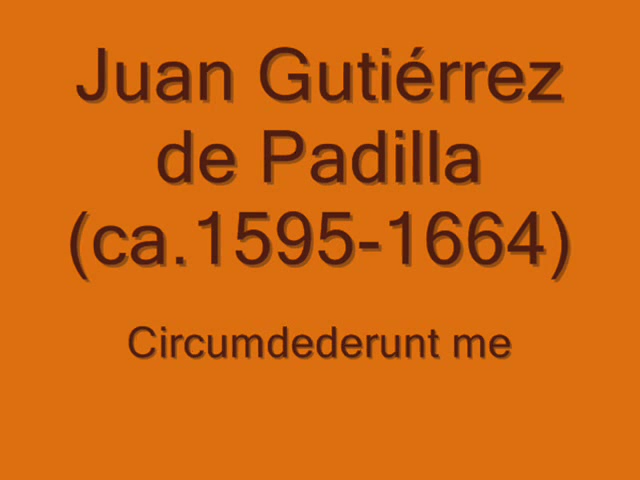 Juan Gutiérrez
de Padilla
(ca.1595-1664)
Circumdederunt me